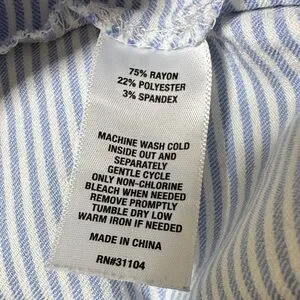 75% RAYON
22% POLYESTER
3% SPANDEX
MACHINE WASH COLD
INSIDE OUT AND
SEPARATELY
GENTLE CYCLE
ONLY NON-CHLORINE
BLEACH WHEN NEEDED
REMOVE PROMPTLY
TUMBLE DRY LOW
WARM IRON IF NEEDED
MADE IN CHINA
RN#31104